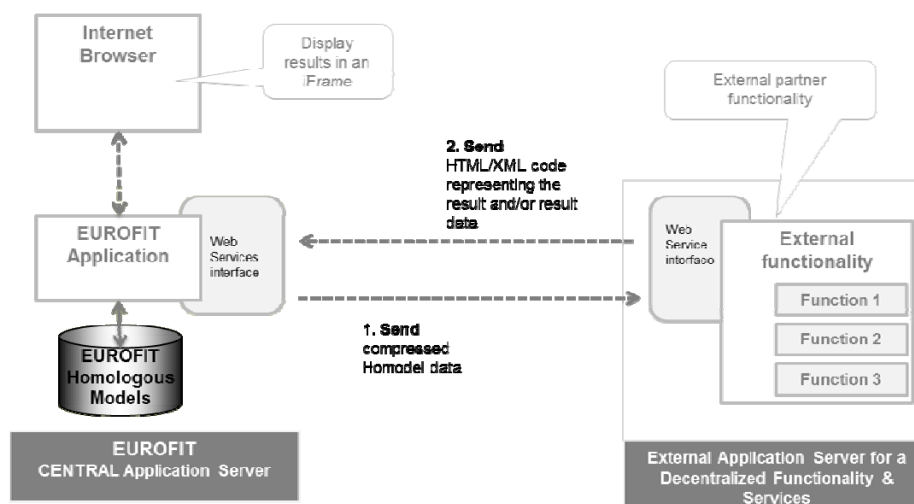 Internet
Browser
Display
results in an
iFrame
External partner
functionality
2. Send
HTML/XML code
representing the
result and/or result
data
EUROFIT
Application
Web
Services
interface
Web
Service
interface
External
functionality
Function 1
Function 2
Function 3
1. Send
compressed
Homodel data
EUROFIT
Homologous
Models
EUROFIT
CENTRAL Application Server
External Application Server for a
Decentralized Functionality &
Services